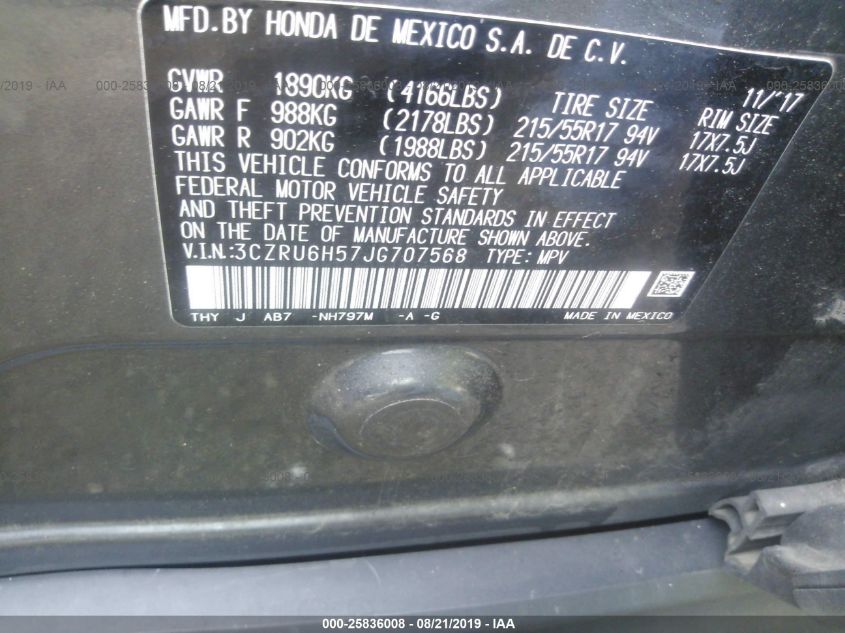 MFD.BY HONDA DE MEXICO S.A. DE C.V.
11/'17
GVWR 1890KG (4166LBS) TIRE SIZE RIM SIZE
GAWR F 988KG (2178LBS) 215/55R17 94V 17X7.5J
GAWR R 902KG (1988LBS) 215/55R17 94V 17X7.5J
THIS VEHICLE CONFORMS TO ALL APPLICABLE
FEDERAL MOTOR VEHICLE SAFETY
AND THEFT PREVENTION STANDARDS IN EFFECT
ON THE DATE OF MANUFACTURE SHOWN ABOVE.
V.I.N.:3CZRU6H57JG707568 TYPE: MPV
THY J AB7 -NH797M -A -G MADE IN MEXICO
000-25836008 - 08/21/2019 - IAA